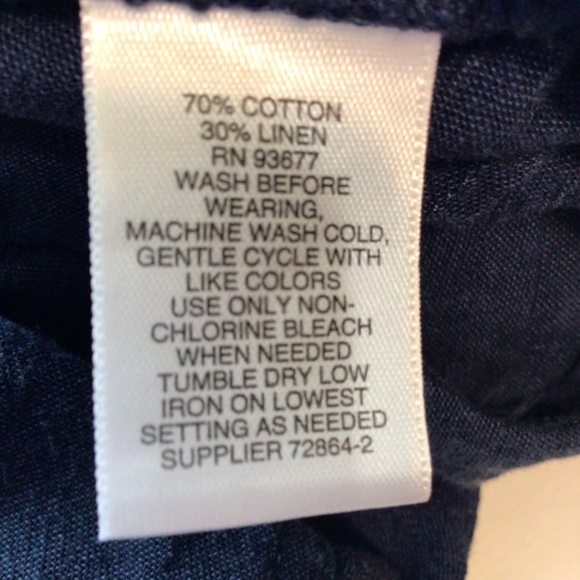 70% COTTON
30% LINEN
RN 93677
WASH BEFORE
WEARING,
MACHINE WASH COLD,
GENTLE CYCLE WITH
LIKE COLORS
USE ONLY NON-
CHLORINE BLEACH
WHEN NEEDED
TUMBLE DRY LOW
IRON ON LOWEST
SETTING AS NEEDED
SUPPLIER 72864-2